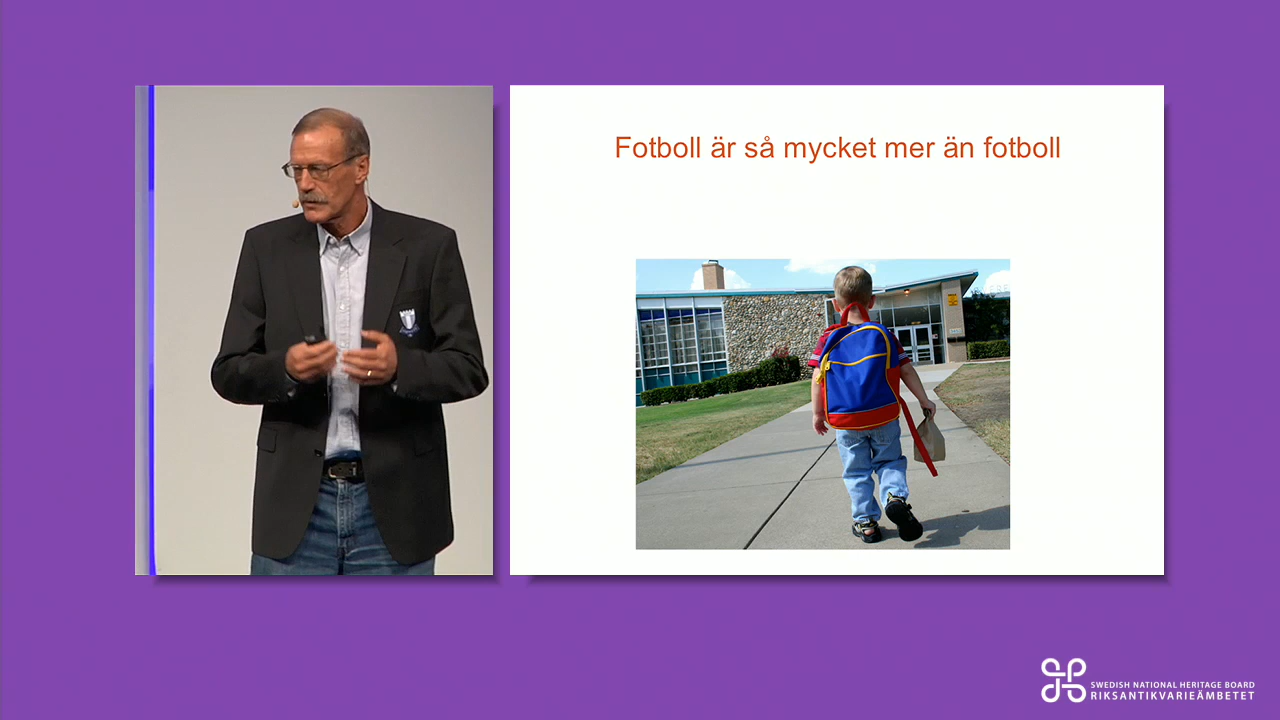 Fotboll är så mycket mer än fotboll
SWEDISH NATIONAL HERITAGE BOARD
RIKSANTIKVARIEÄMBETET